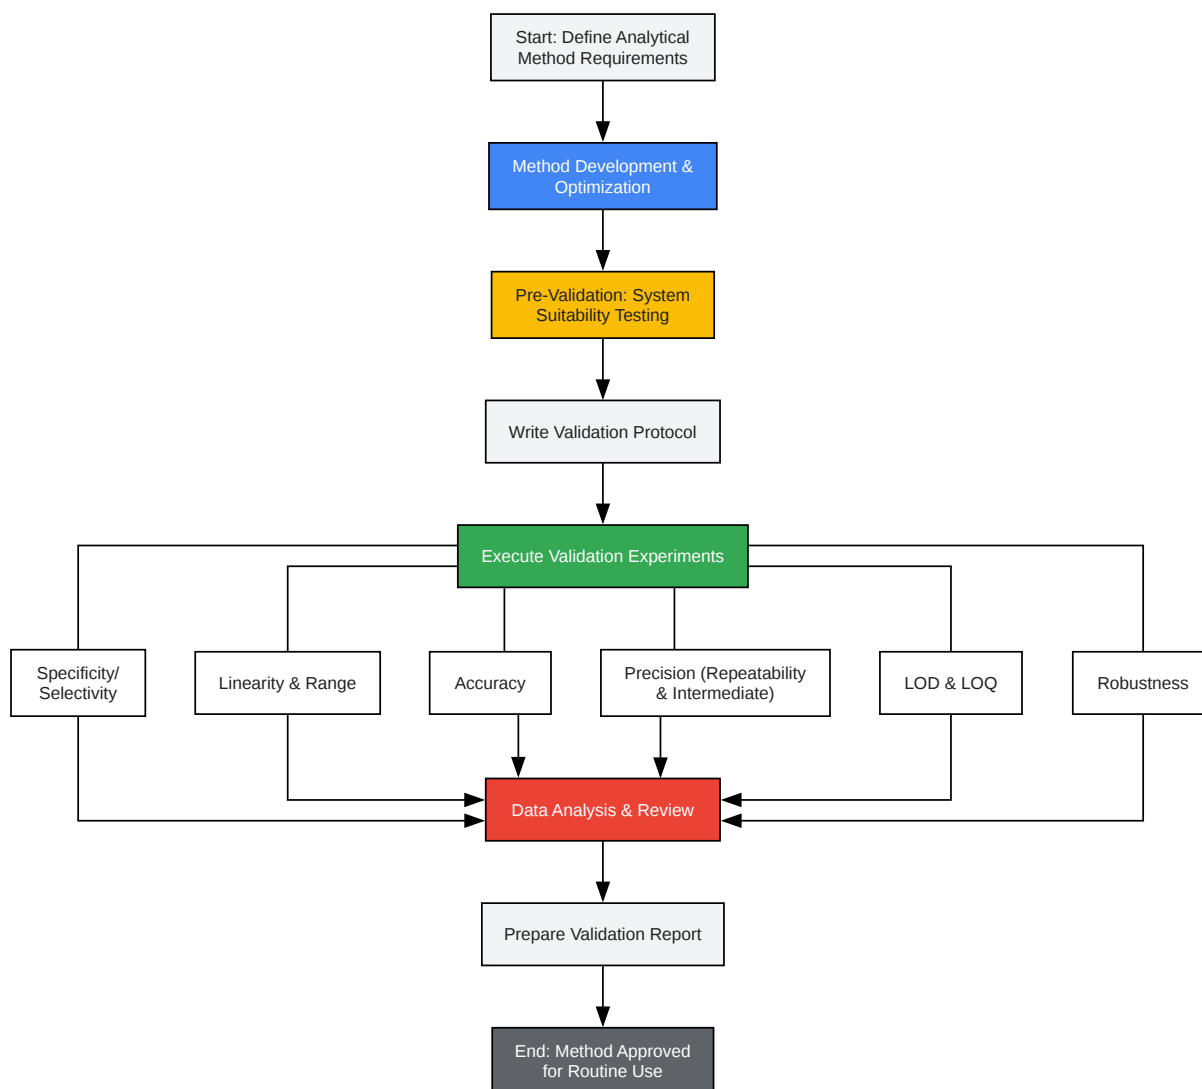 Start: Define Analytical
Method Requirements
Method Development &
Optimization
Pre-Validation: System
Suitability Testing
Write Validation Protocol
Execute Validation Experiments
Specificity/
Selectivity
Linearity & Range
Accuracy
Precision (Repeatability
& Intermediate)
LOD & LOQ
Robustness
Data Analysis & Review
Prepare Validation Report
End: Method Approved
for Routine Use